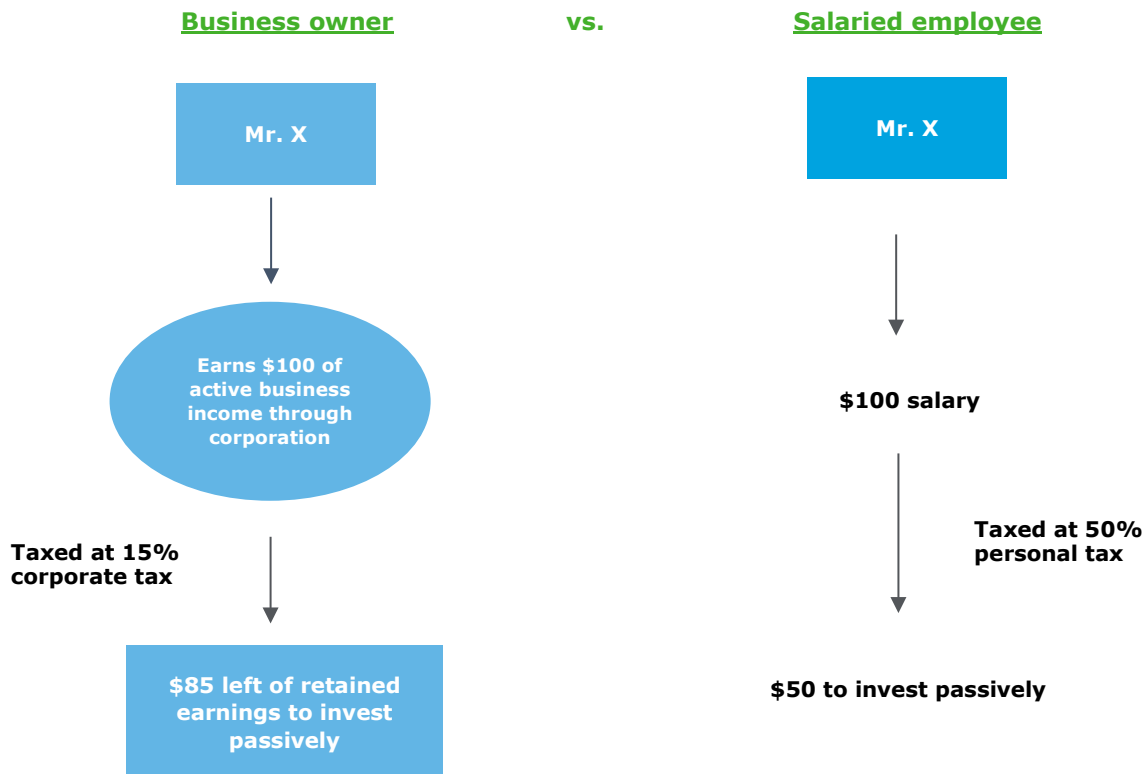 Business owner vs. Salaried employee
Mr. X
Mr. X
Earns $100 of
active business
income through
corporation
$100 salary
Taxed at 15%
corporate tax
Taxed at 50%
personal tax
$85 left of retained
earnings to invest
passively
$50 to invest passively